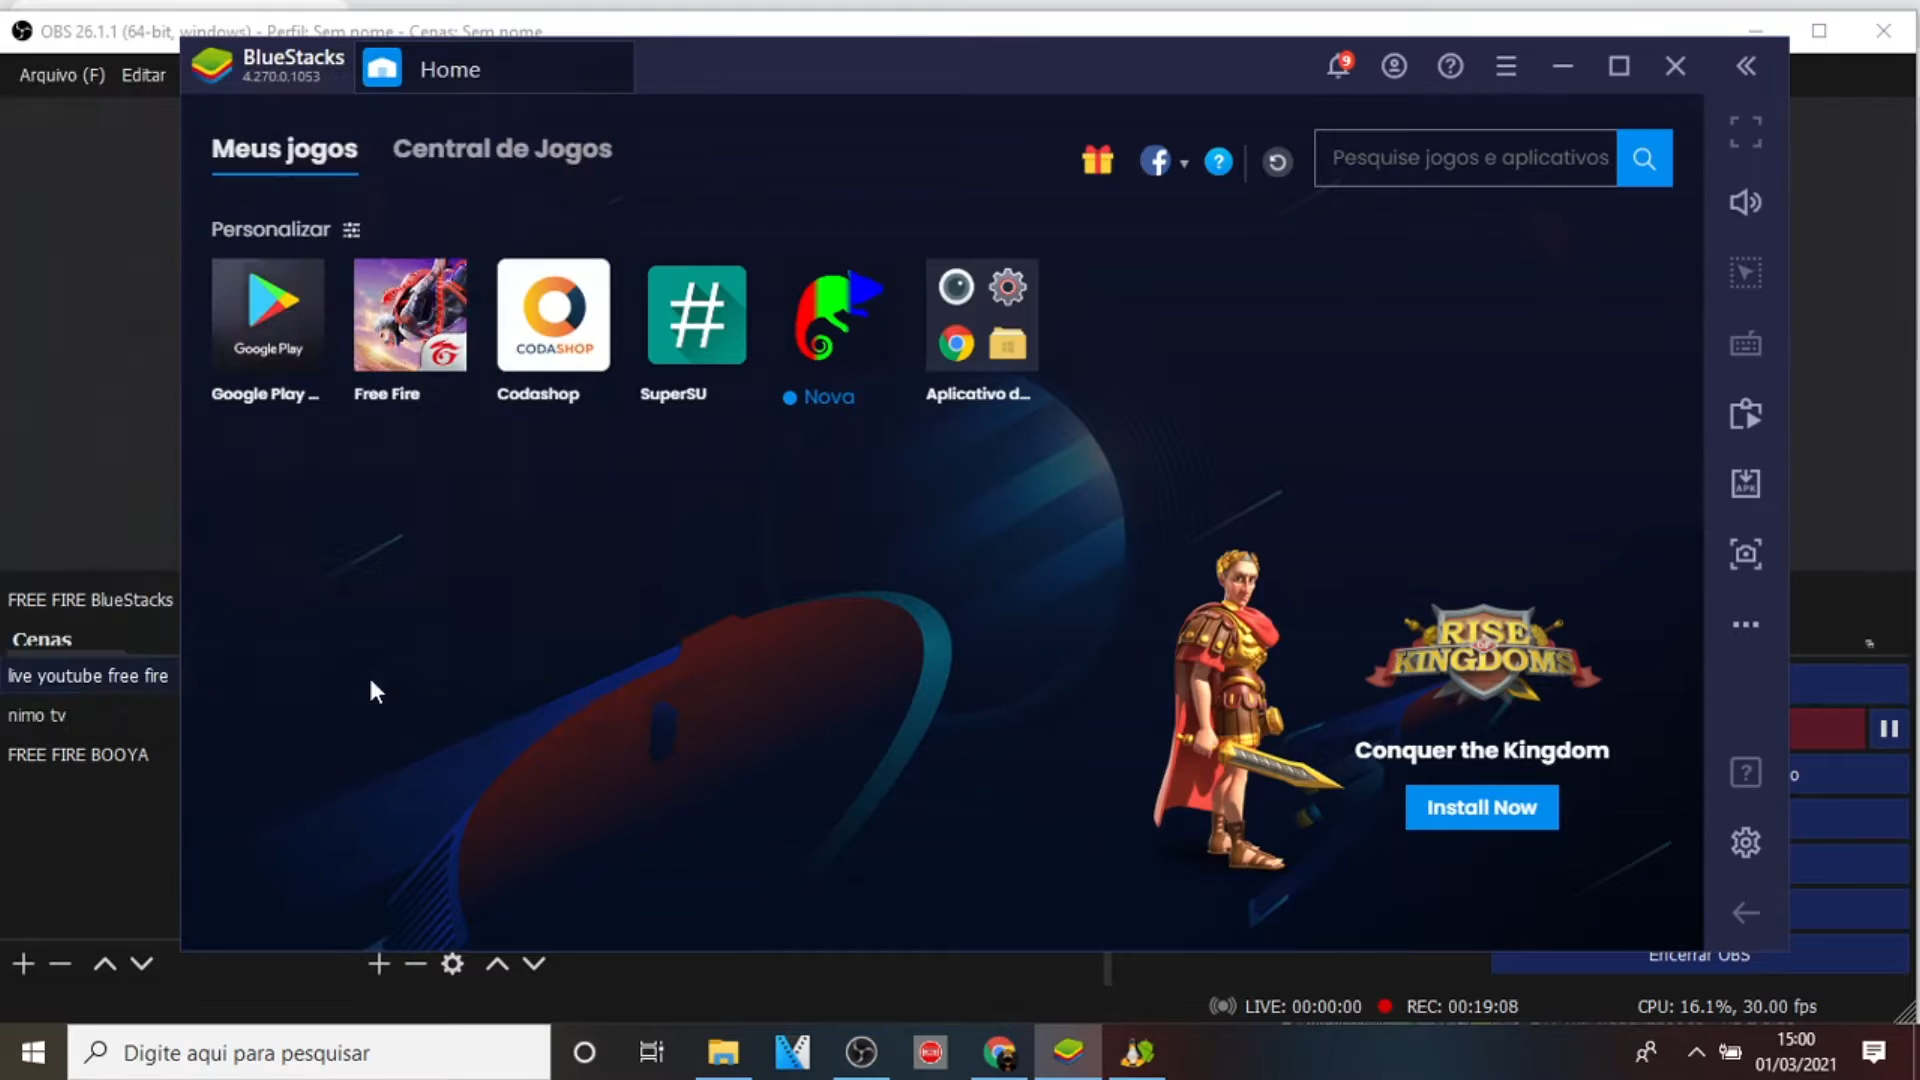 OBS 26.1.1 (64-bit, windows) - Perfil: Sem nome - Cenas: Sem nome
Arquivo (F) Editar
BlueStacks
4.270.0.1053
Home
9
Meus jogos Central de Jogos
Pesquise jogos e aplicativos
Personalizar
Google Play
CODASHOP
Google Play ... Free Fire Codashop SuperSU Nova Aplicativo d...
APK
RISE
OF
KINGDOMS
Conquer the Kingdom
Install Now
FREE FIRE BlueStacks
Cenas
live youtube free fire
nimo tv
FREE FIRE BOOYA
o
Encerrar OBS
LIVE: 00:00:00 REC: 00:19:08 CPU: 16.1%, 30.00 fps
Digite aqui para pesquisar
15:00
01/03/2021